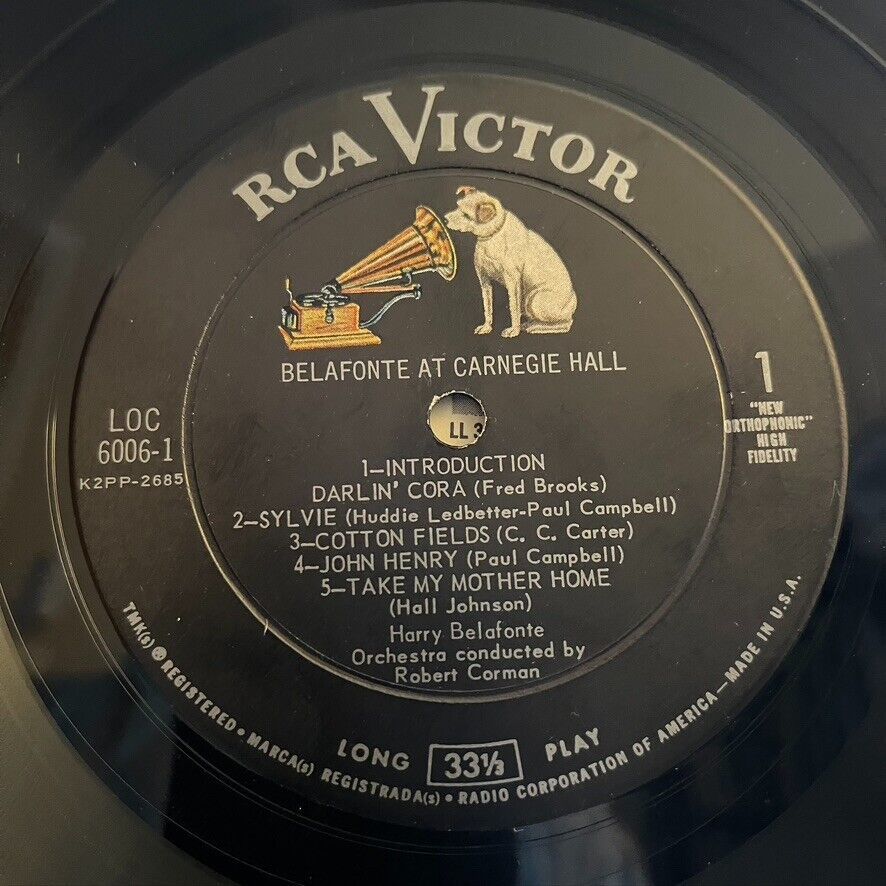 RCA VICTOR
BELAFONTE AT CARNEGIE HALL
LOC
6006-1
K2PP-2685
1
"NEW
ORTHOPHONIC"
HIGH
FIDELITY
LL
1—INTRODUCTION
DARLIN' CORA (Fred Brooks)
2—SYLVIE (Huddie Ledbetter-Paul Campbell)
3—COTTON FIELDS (C. C. Carter)
4—JOHN HENRY (Paul Campbell)
5—TAKE MY MOTHER HOME
(Hall Johnson)
Harry Belafonte
Orchestra conducted by
Robert Corman
LONG 33⅓ PLAY
TMK(s) ® REGISTERED • MARCA(s) REGISTRADA(s) • RADIO CORPORATION OF AMERICA—MADE IN U.S.A.